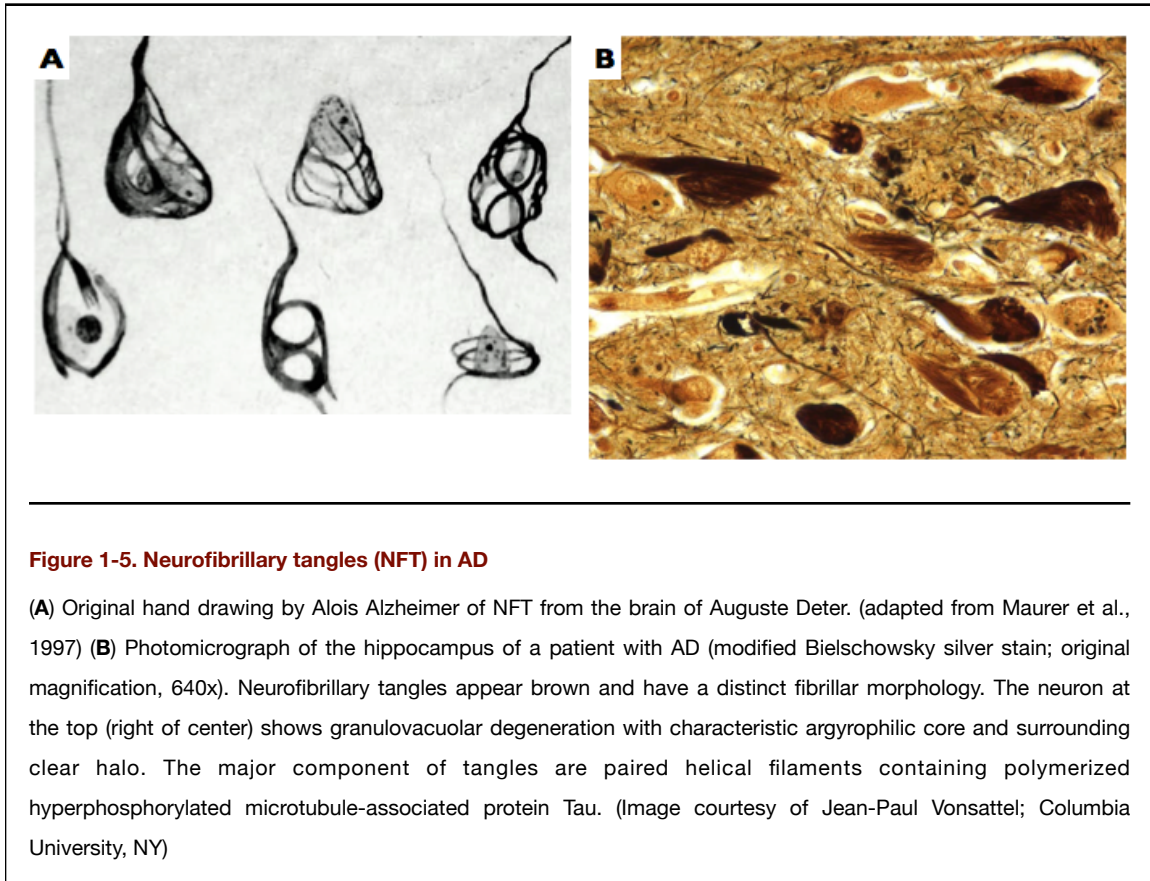 A
B
Figure 1-5. Neurofibrillary tangles (NFT) in AD
(A) Original hand drawing by Alois Alzheimer of NFT from the brain of Auguste Deter. (adapted from Maurer et al.,
1997) (B) Photomicrograph of the hippocampus of a patient with AD (modified Bielschowsky silver stain; original
magnification, 640x). Neurofibrillary tangles appear brown and have a distinct fibrillar morphology. The neuron at
the top (right of center) shows granulovacuolar degeneration with characteristic argyrophilic core and surrounding
clear halo. The major component of tangles are paired helical filaments containing polymerized
hyperphosphorylated microtubule-associated protein Tau. (Image courtesy of Jean-Paul Vonsattel; Columbia
University, NY)